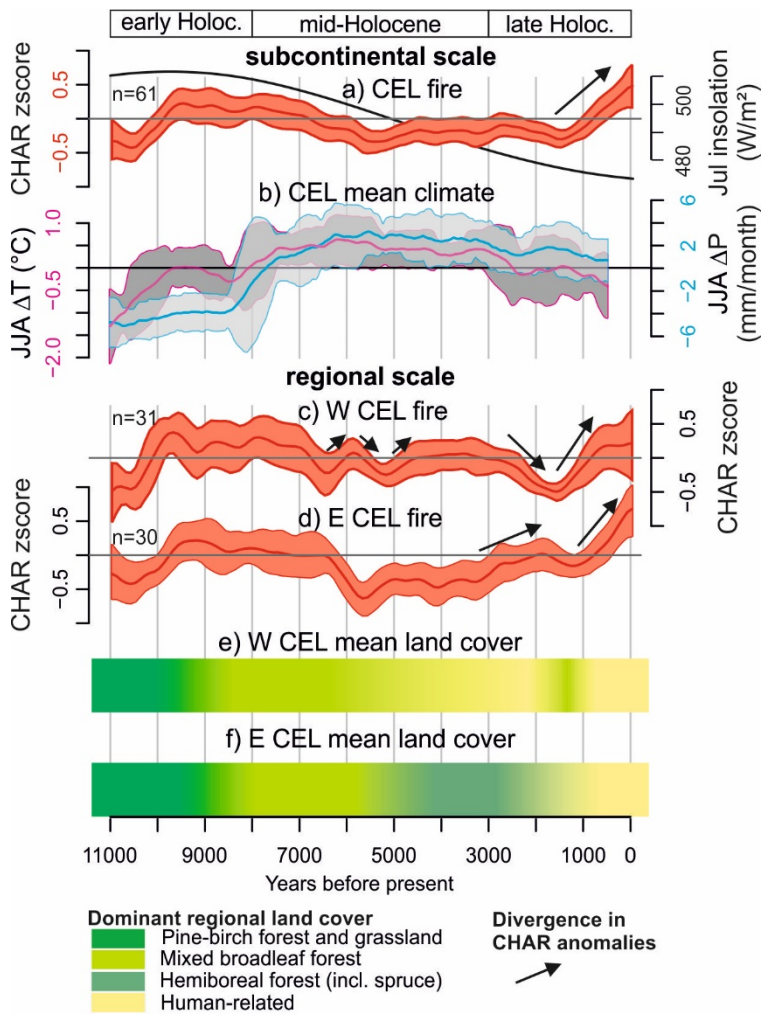 early Holoc. mid-Holocene late Holoc.
subcontinental scale
a) CEL fire
n=61
CHAR zscore
0.5
−0.5
500
480
Jul insolation
(W/m²)
b) CEL mean climate
JJA ΔT (°C)
1.0
−0.5
−2.0
6
2
−2
−6
JJA ΔP
(mm/month)
regional scale
c) W CEL fire
n=31
0.5
−0.5
CHAR zscore
d) E CEL fire
n=30
CHAR zscore
0.5
−0.5
e) W CEL mean land cover
f) E CEL mean land cover
11000 9000 7000 5000 3000 1000 0
Years before present
Dominant regional land cover
Pine-birch forest and grassland
Mixed broadleaf forest
Hemiboreal forest (incl. spruce)
Human-related
Divergence in
CHAR anomalies